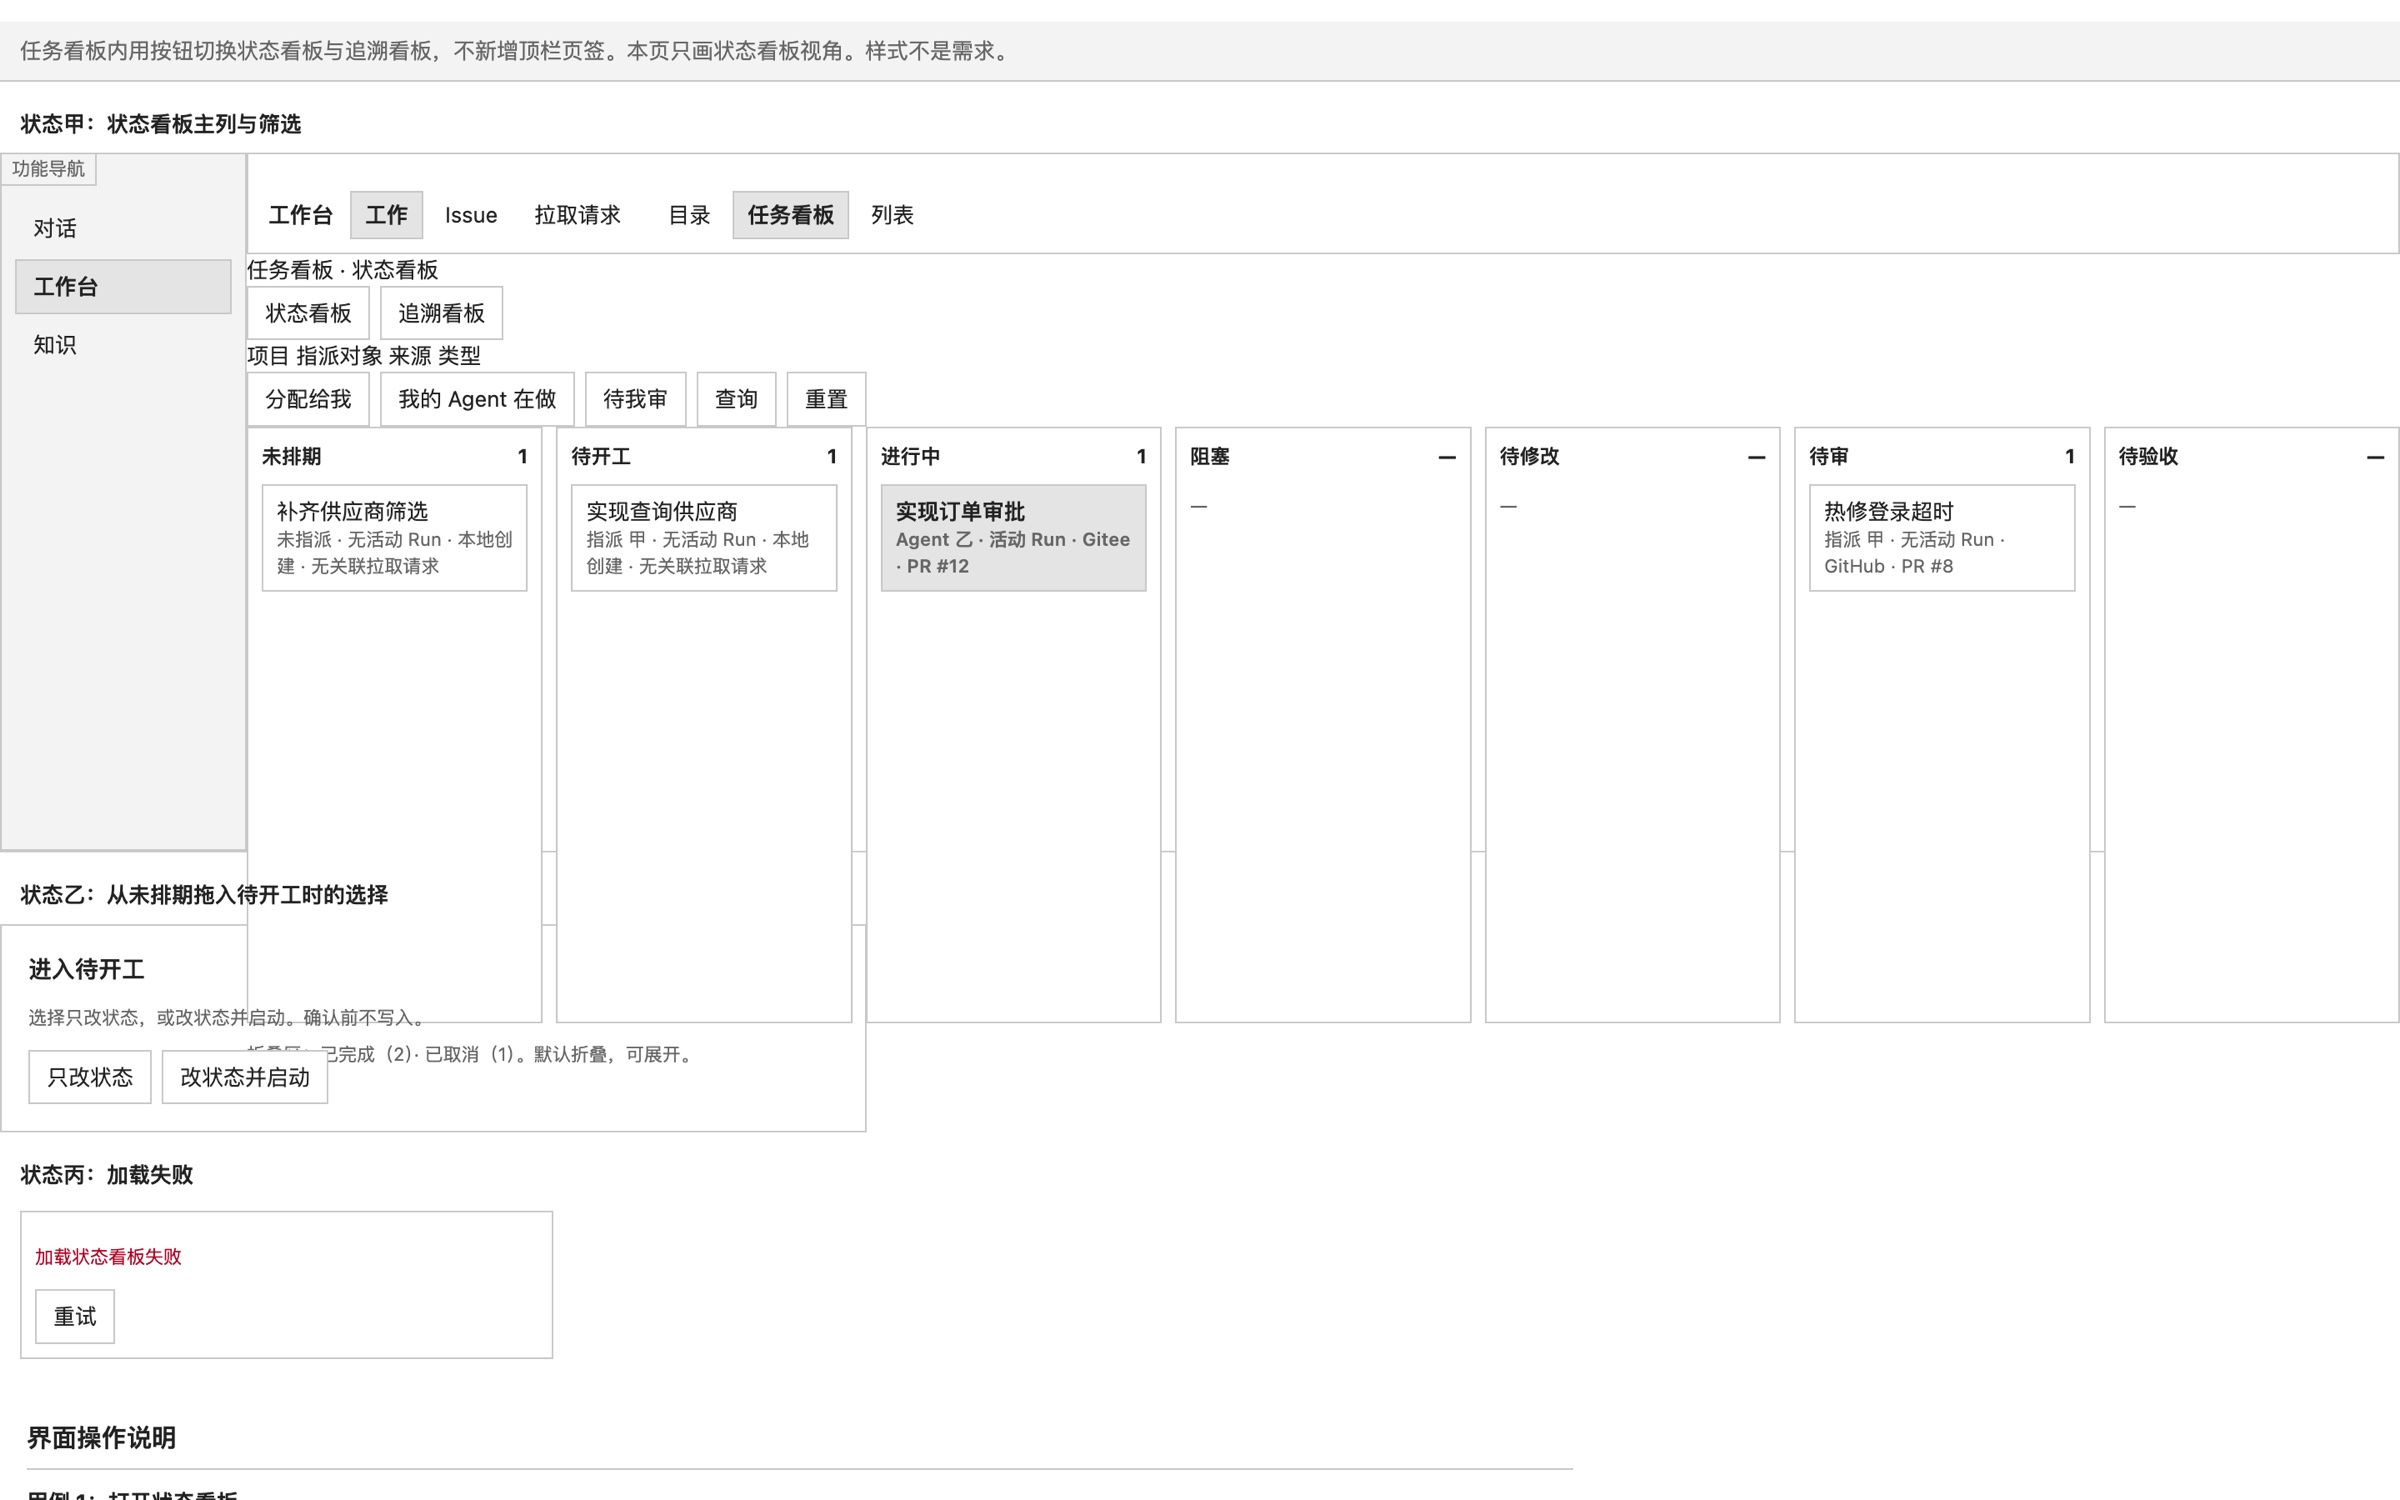 任务看板内用按钮切换状态看板与追溯看板，不新增顶栏页签。本页只画状态看板视角。样式不是需求。
状态甲：状态看板主列与筛选
功能导航
对话
工作台
知识
工作台 工作 Issue 拉取请求 目录 任务看板 列表
任务看板 · 状态看板
状态看板 追溯看板
项目 指派对象 来源 类型
分配给我 我的 Agent 在做 待我审 查询 重置
未排期 1
补齐供应商筛选
未指派 · 无活动 Run · 本地创
建 · 无关联拉取请求
待开工 1
实现查询供应商
指派 甲 · 无活动 Run · 本地
创建 · 无关联拉取请求
进行中 1
实现订单审批
Agent 乙 · 活动 Run · Gitee
· PR #12
阻塞 —
—
待修改 —
—
待审 1
热修登录超时
指派 甲 · 无活动 Run ·
GitHub · PR #8
待验收 —
—
状态乙：从未排期拖入待开工时的选择
进入待开工
选择只改状态，或改状态并启动。确认前不写入。
已完成（2）· 已取消（1）。默认折叠，可展开。
只改状态 改状态并启动
状态丙：加载失败
加载状态看板失败
重试
界面操作说明
用例 1：打开状态看板